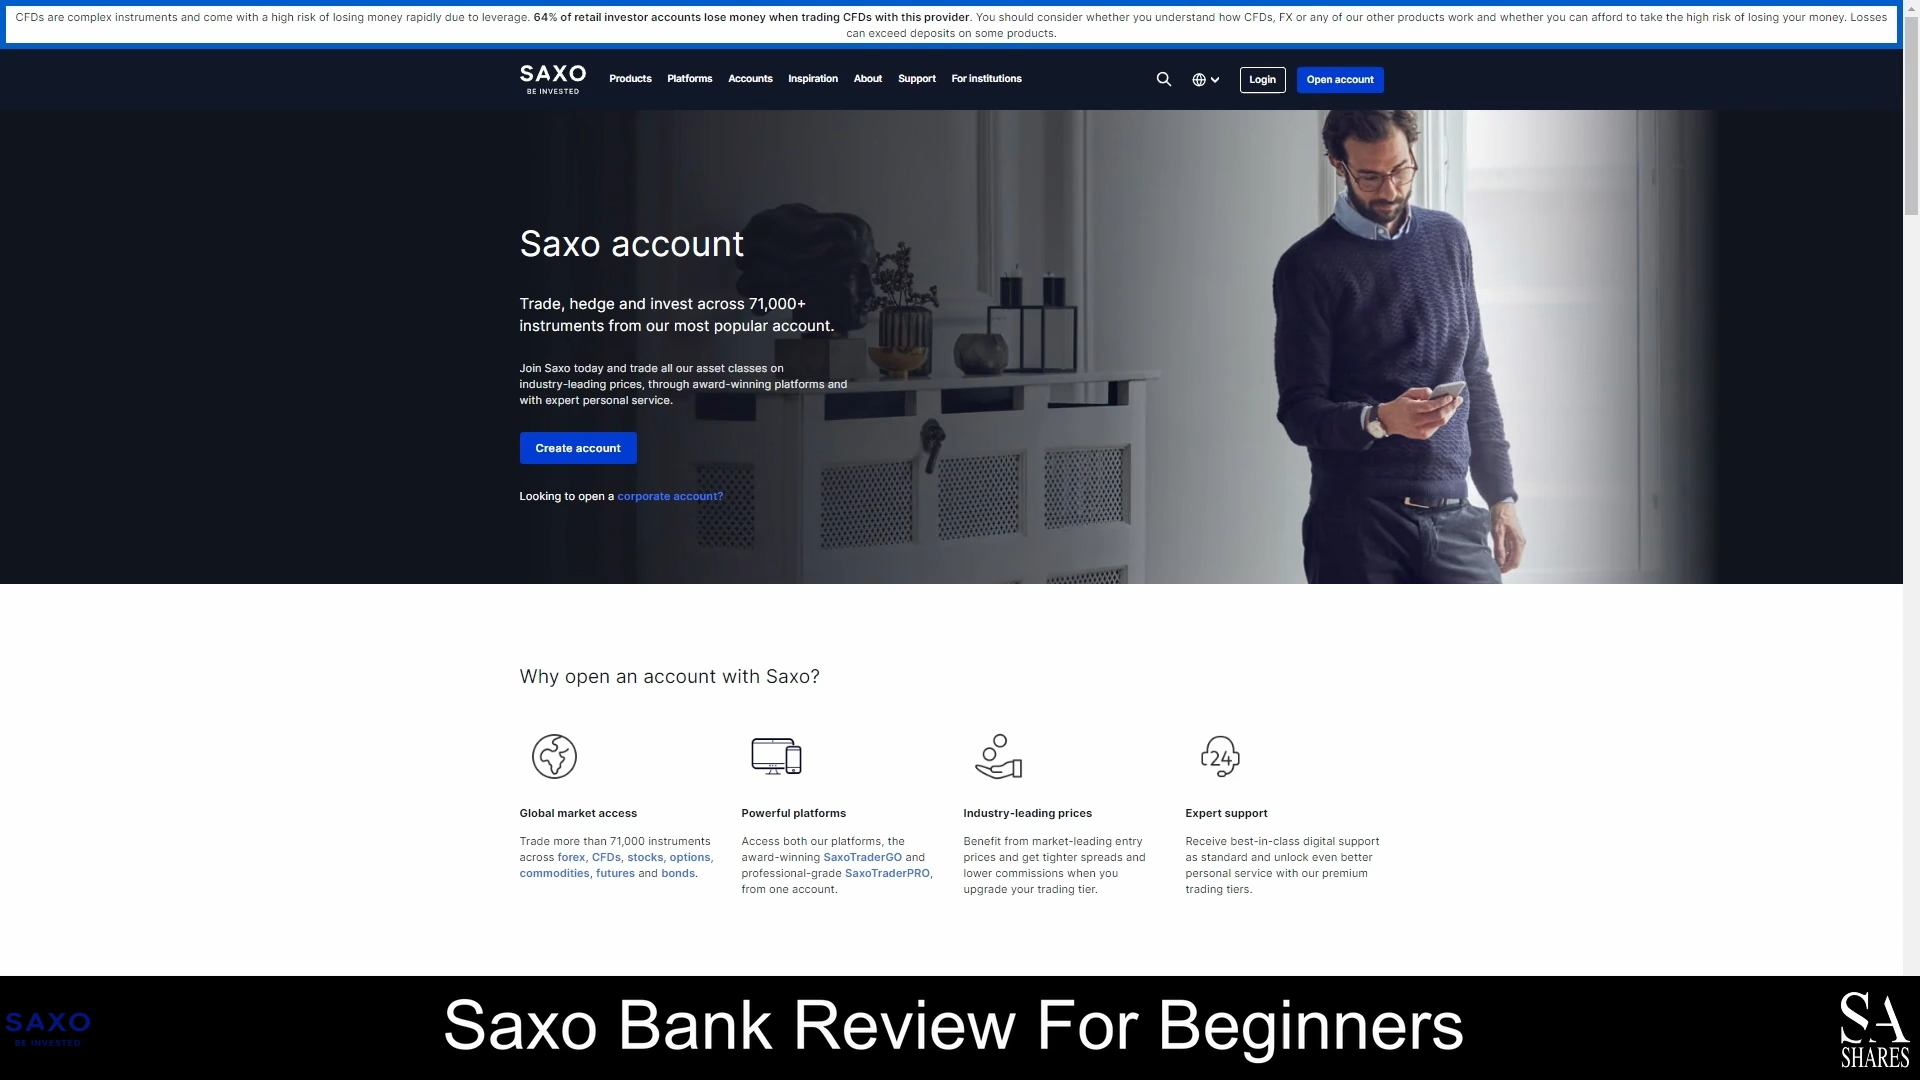 CFDs are complex instruments and come with a high risk of losing money rapidly due to leverage. 64% of retail investor accounts lose money when trading CFDs with this provider. You should consider whether you understand how CFDs, FX or any of our other products work and whether you can afford to take the high risk of losing your money. Losses
can exceed deposits on some products.
SAXO
BE INVESTED
Products Platforms Accounts Inspiration About Support For institutions
Login
Open account
Saxo account
Trade, hedge and invest across 71,000+
instruments from our most popular account.
Join Saxo today and trade all our asset classes on
industry-leading prices, through award-winning platforms and
with expert personal service.
Create account
Looking to open a corporate account?
Why open an account with Saxo?
24
Global market access
Trade more than 71,000 instruments
across forex, CFDs, stocks, options,
commodities, futures and bonds.
Powerful platforms
Access both our platforms, the
award-winning SaxoTraderGO and
professional-grade SaxoTraderPRO,
from one account.
Industry-leading prices
Benefit from market-leading entry
prices and get tighter spreads and
lower commissions when you
upgrade your trading tier.
Expert support
Receive best-in-class digital support
as standard and unlock even better
personal service with our premium
trading tiers.
SAXO
BE INVESTED
Saxo Bank Review For Beginners
SA
SHARES